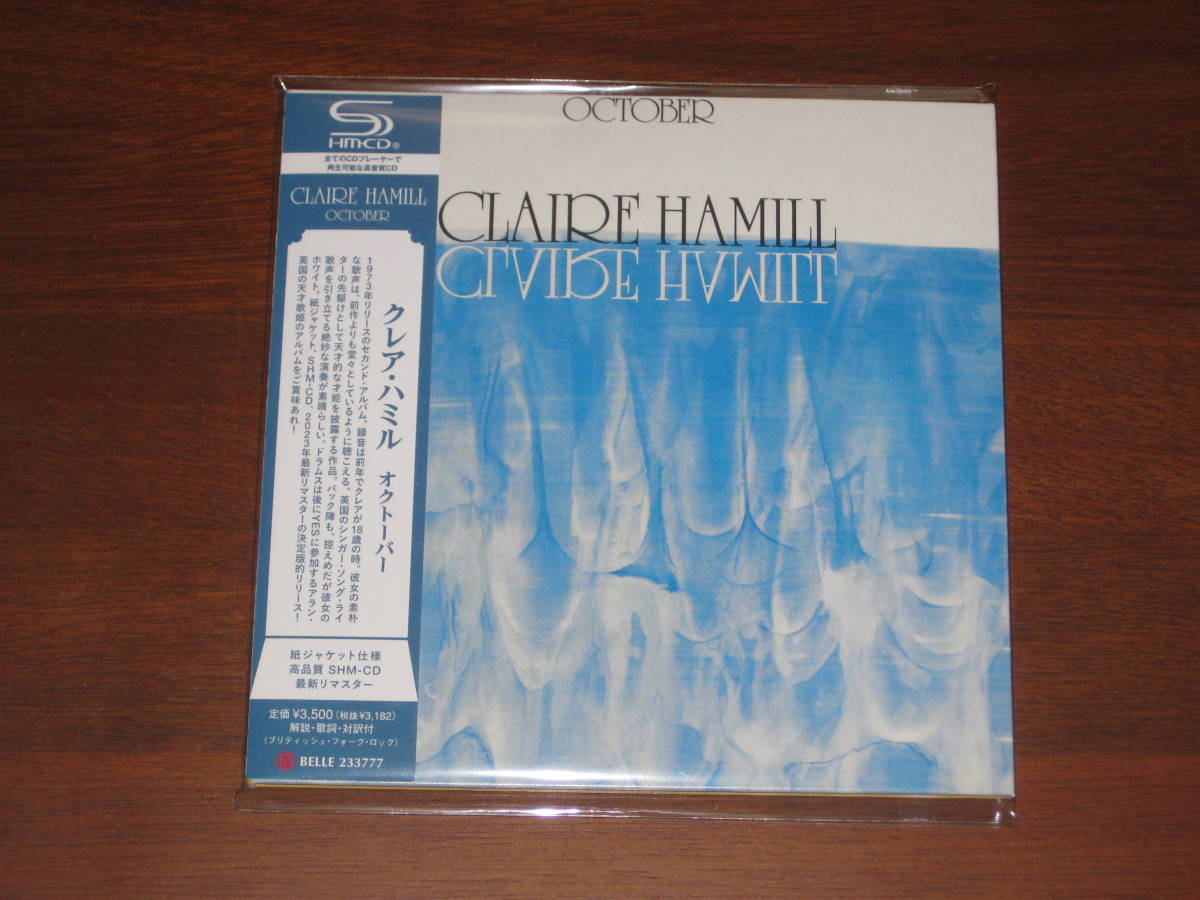 SHM-CD®
全てのCDプレーヤーで
再生可能な高音質CD
CLAIRE HAMILL
OCTOBER
クレア・ハミル オクトーバー
1973年リリースのセカンド・アルバム。録音は前年でクレアが18歳の時。彼女の素朴
な歌声は、前作よりも堂々としているように聴こえる。英国のシンガー・ソング・ライ
ターの先駆けとして天才的な才能を披露する作品。バック陣も、控えめだが彼女の
歌声を引き立てる絶妙な演奏が素晴らしい。ドラムスは後にYESに参加するアラン・
ホワイト。紙ジャケット、SHM-CD、2023年最新リマスターの決定版的リリース!
英国の天才歌姫のアルバムをご賞味あれ!
紙ジャケット仕様
高品質 SHM-CD
最新リマスター
定価¥3,500(税抜¥3,182)
解説・歌詞・対訳付
(ブリティッシュ・フォーク・ロック)
BELLE 233777
OCTOBER
CLAIRE HAMILL
CLAIRE HAMILL